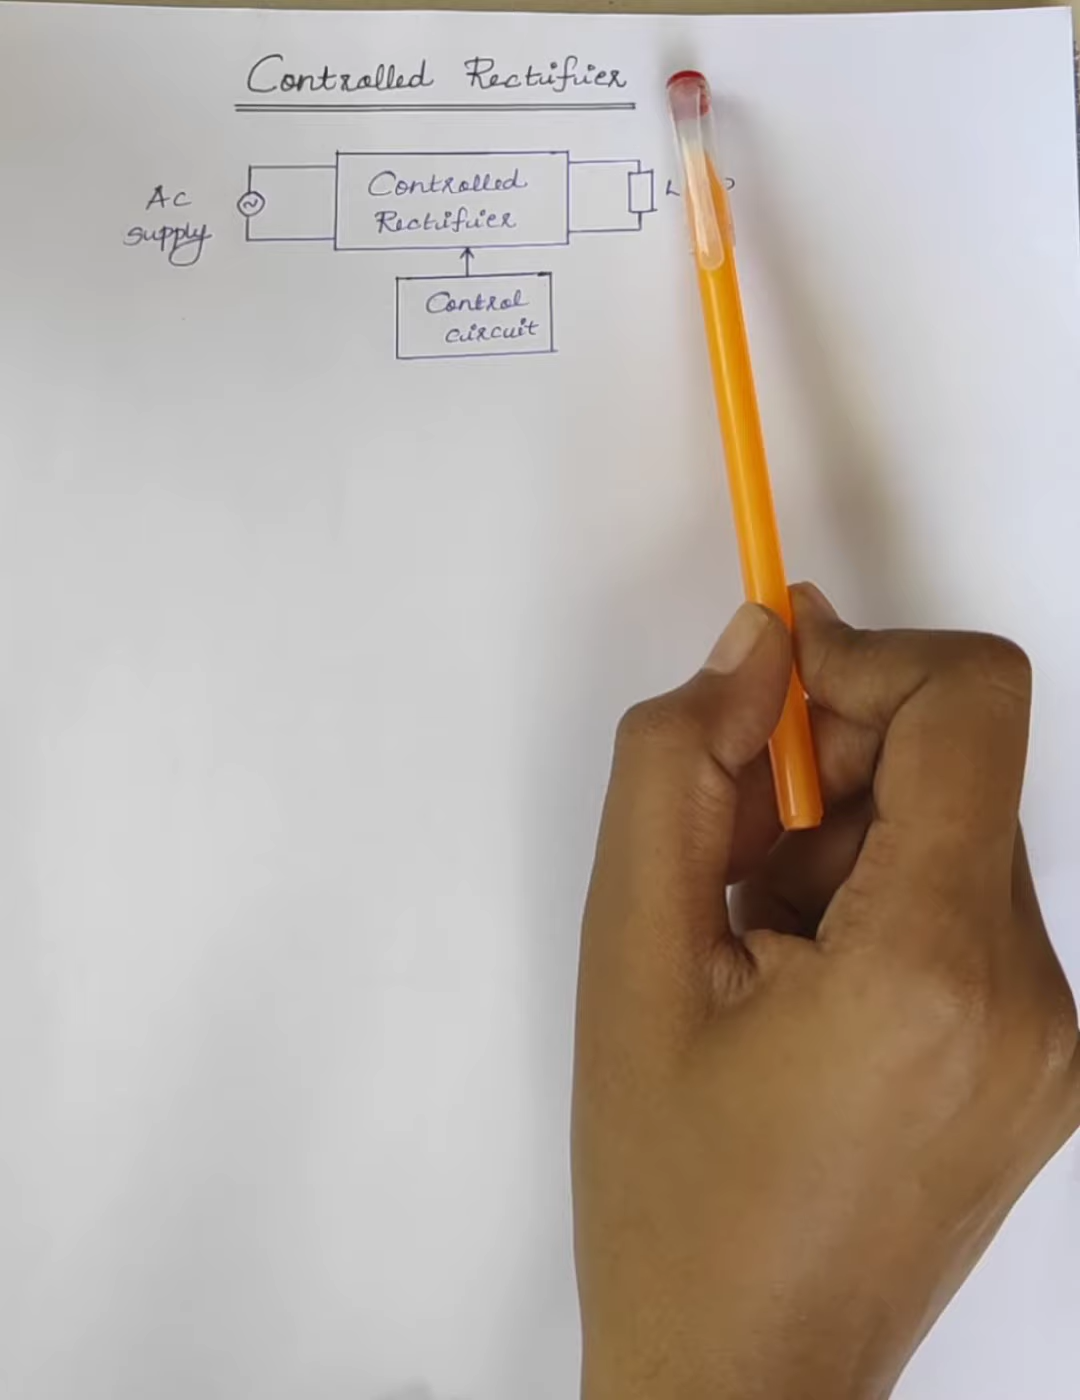 Controlled Rectifier
Ac
supply
Controlled
Rectifier
Control
circuit